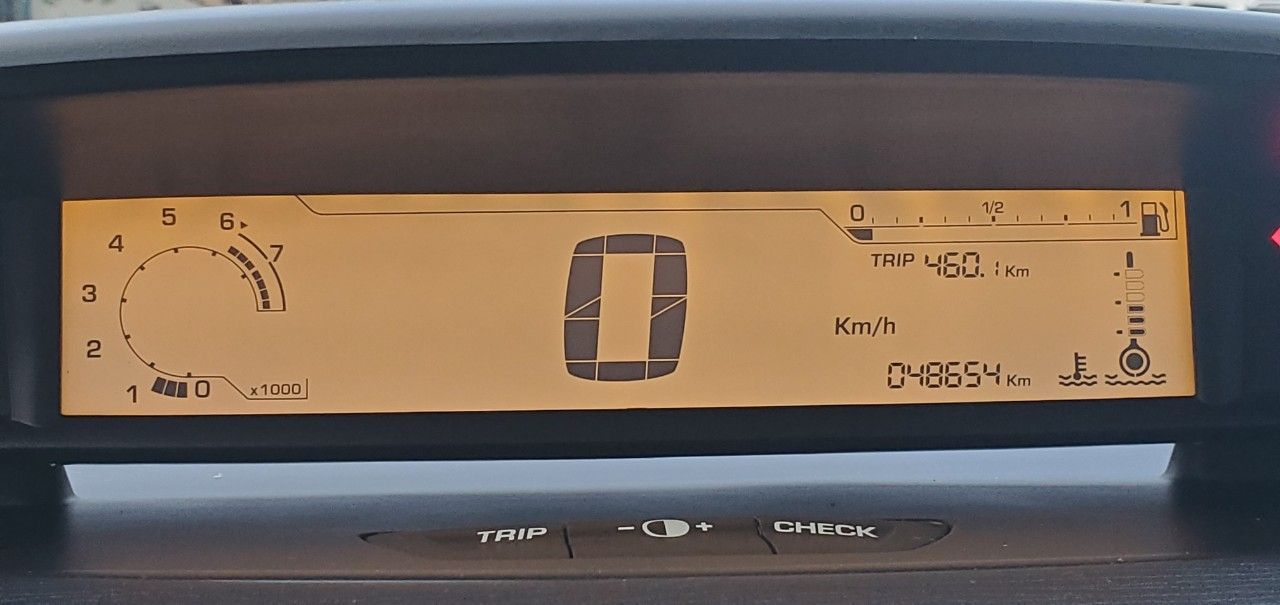 0 1/2 1
TRIP 460.1 Km
5 6 7
4
3
2
1 0 x1000
0
Km/h
048654 Km
TRIP - + CHECK